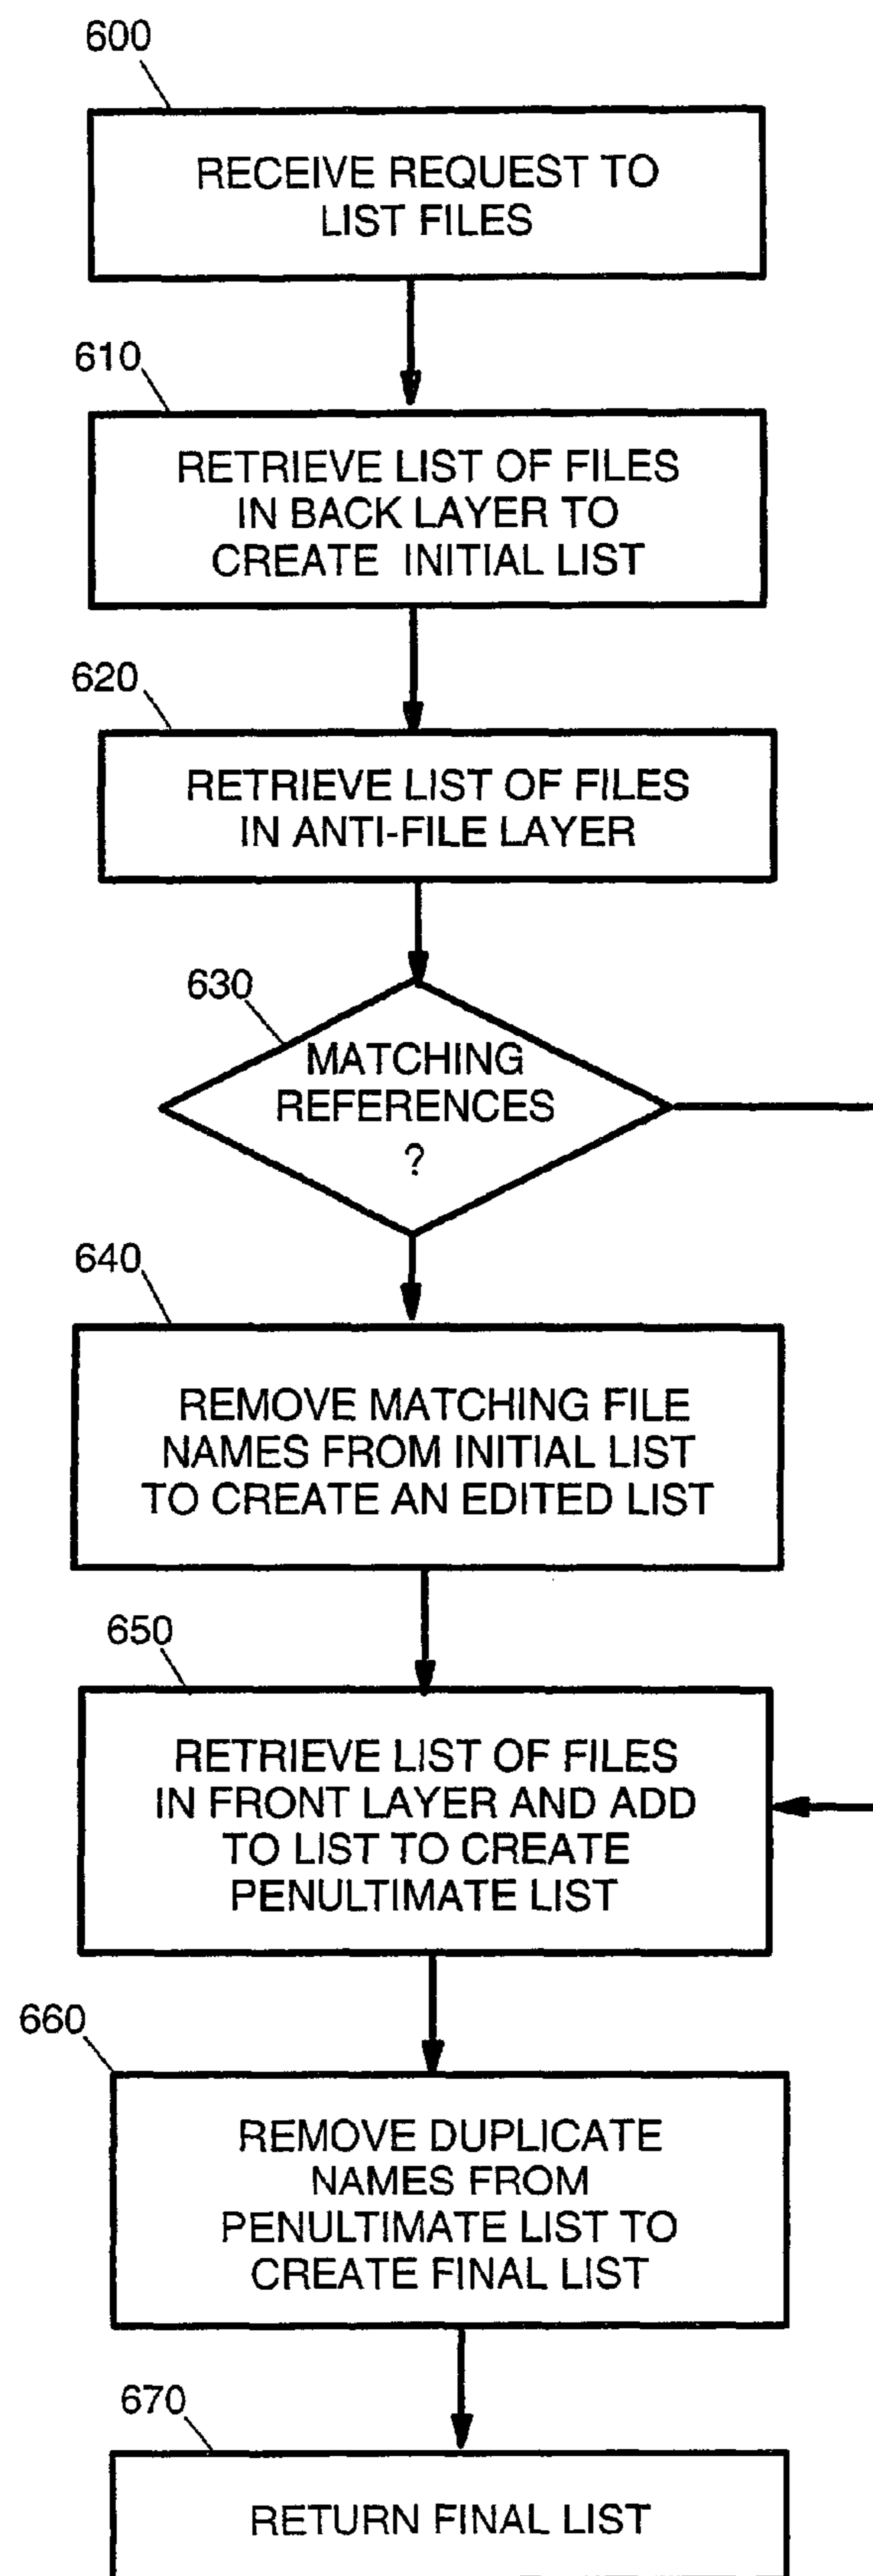 600
RECEIVE REQUEST TO
LIST FILES
610
RETRIEVE LIST OF FILES
IN BACK LAYER TO
CREATE INITIAL LIST
620
RETRIEVE LIST OF FILES
IN ANTI-FILE LAYER
630
MATCHING
REFERENCES
?
640
REMOVE MATCHING FILE
NAMES FROM INITIAL LIST
TO CREATE AN EDITED LIST
650
RETRIEVE LIST OF FILES
IN FRONT LAYER AND ADD
TO LIST TO CREATE
PENULTIMATE LIST
660
REMOVE DUPLICATE
NAMES FROM
PENULTIMATE LIST TO
CREATE FINAL LIST
670
RETURN FINAL LIST